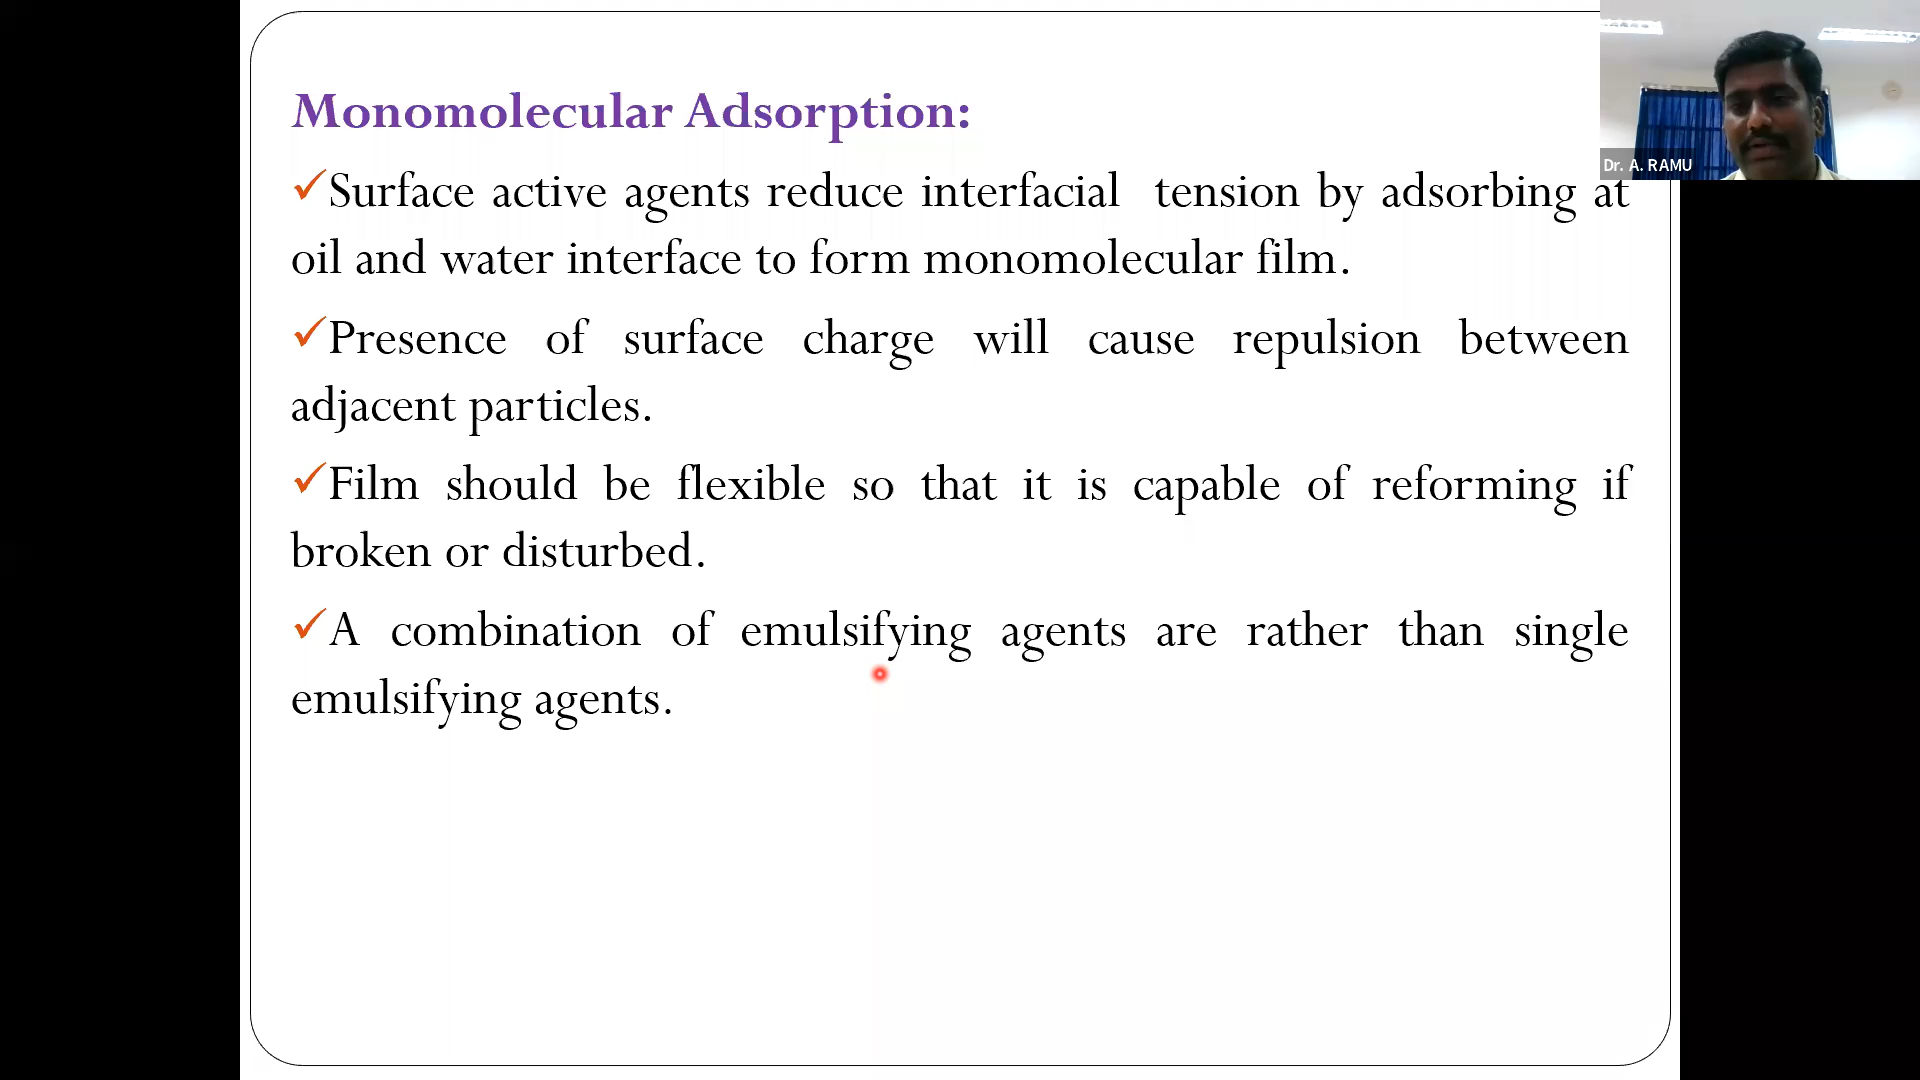 Monomolecular Adsorption:
✓Surface active agents reduce interfacial tension by adsorbing at
oil and water interface to form monomolecular film.
✓Presence of surface charge will cause repulsion between
adjacent particles.
✓Film should be flexible so that it is capable of reforming if
broken or disturbed.
✓A combination of emulsifying agents are rather than single
emulsifying agents.
Dr. A. RAMU